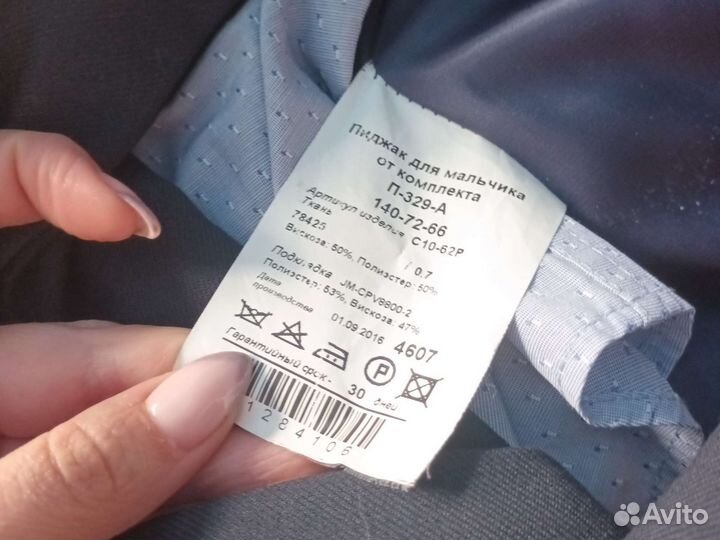 Пиджак для мальчика
от комплекта
П-329-А
140-72-66
Артикул изделия С10-62Р
Ткань
78425 / 0.7
Вискоза: 50%, Полиэстер: 50%
Подкладка JM-CPV8800-2
Полиэстер: 53%, Вискоза: 47%
Дата
производства 01.09.2016 4607
P
Гарантийный срок - 30 дней
1284106
Avito